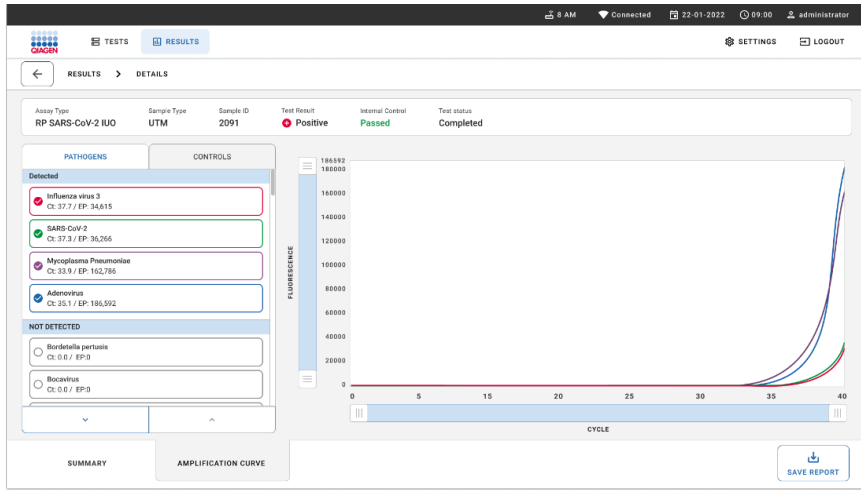 8 AM Connected 22-01-2022 09:00 administrator
QIAGEN TESTS RESULTS SETTINGS LOGOUT
RESULTS > DETAILS
Assay Type Sample Type Sample ID Test Result Internal Control Test status
RP SARS-CoV-2 IUO UTM 2091 Positive Passed Completed
PATHOGENS CONTROLS
Detected
Influenza virus 3
Ct: 37.7 / EP: 34,615
SARS-CoV-2
Ct: 37.3 / EP: 36,266
Mycoplasma Pneumoniae
Ct: 33.9 / EP: 162,786
Adenovirus
Ct: 35.1 / EP: 186,592
NOT DETECTED
Bordetella pertusis
Ct: 0.0 / EP:0
Bocavirus
Ct: 0.0 / EP:0
FLUORESCENCE
186592
180000
160000
140000
120000
100000
80000
60000
40000
20000
0
0 5 10 15 20 25 30 35 40
CYCLE
SUMMARY AMPLIFICATION CURVE SAVE REPORT